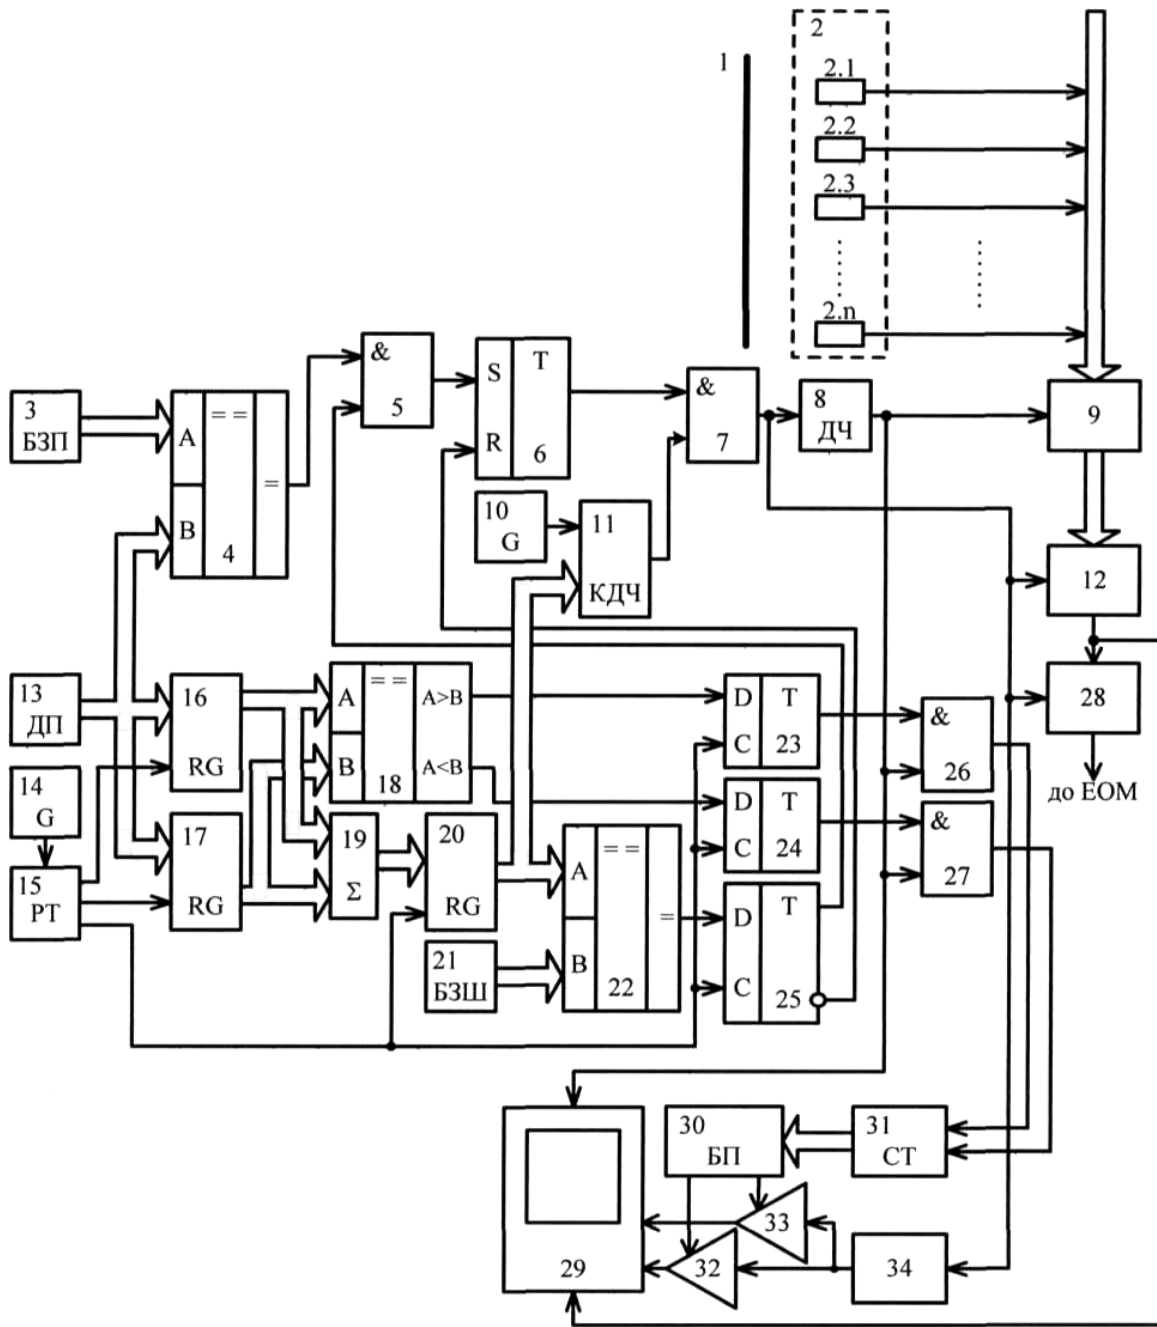 1
2
2.1
2.2
2.3
2.n
3
БЗП
A
B
= =
=
4
&
5
S
R
T
6
&
7
8
ДЧ
9
10
G
11
КДЧ
12
13
ДП
14
G
15
РТ
16
RG
17
RG
A
B
= =
18
A>B
A<B
19
Σ
20
RG
21
БЗШ
A
B
= =
=
22
D
C
T
23
D
C
T
24
D
C
T
25
&
26
&
27
28
до ЕОМ
29
30
БП
31
СТ
32
33
34